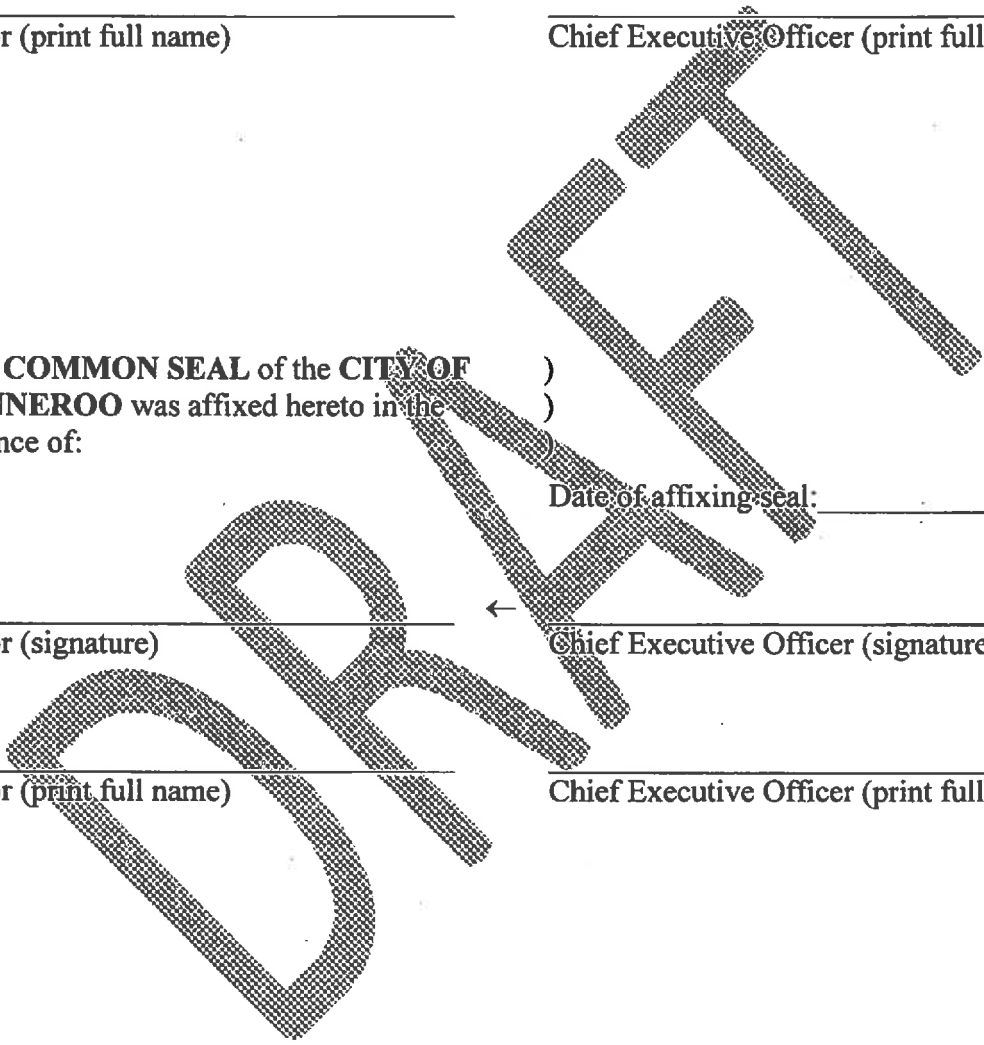 r (print full name) Chief Executive Officer (print full
COMMON SEAL of the CITY OF )
NNEROO was affixed hereto in the )
nce of: )
Date of affixing seal:
←
r (signature) Chief Executive Officer (signature
r (print full name) Chief Executive Officer (print full
DRAFT